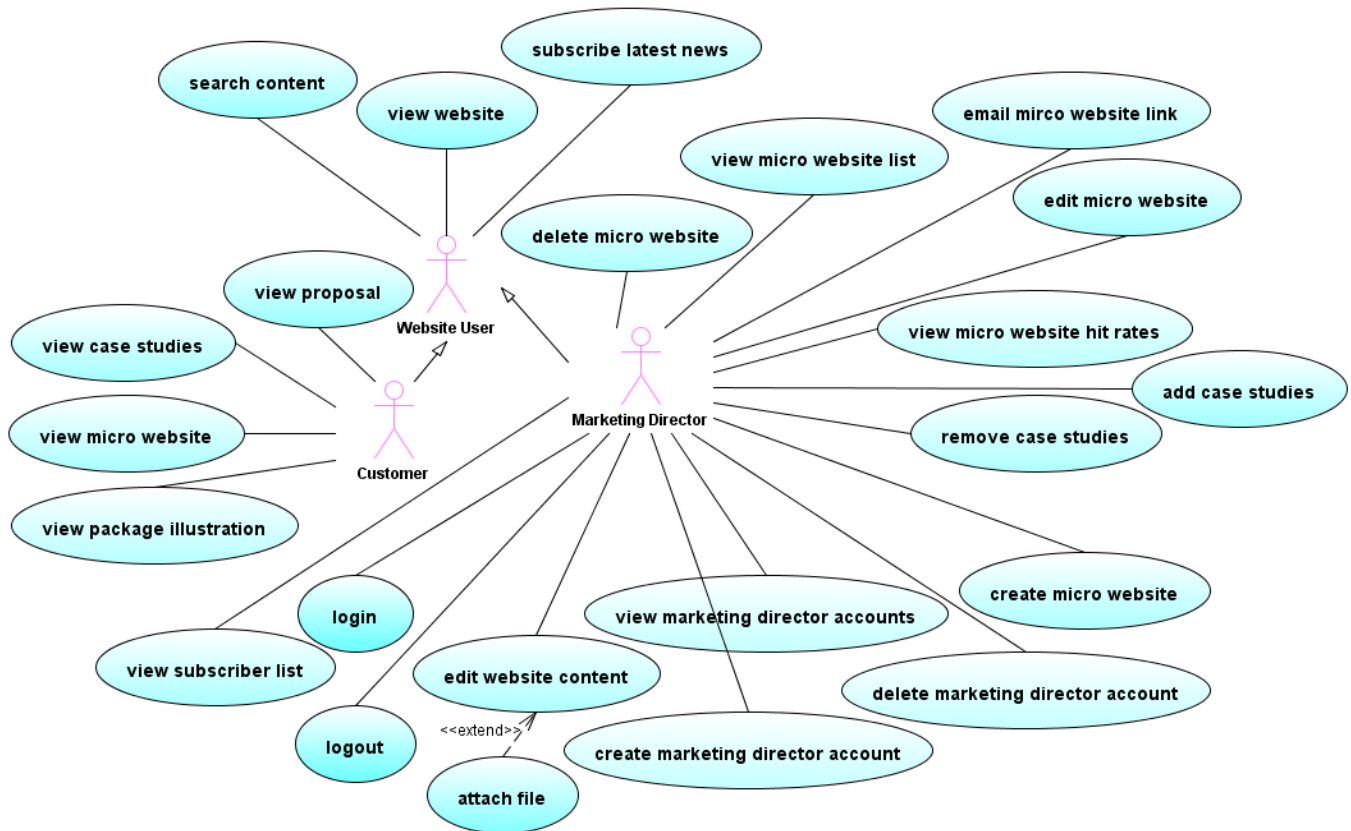 subscribe latest news
search content
view website
email mirco website link
view micro website list
edit micro website
delete micro website
view proposal
Website User
view case studies
view micro website hit rates
add case studies
Marketing Director
view micro website
remove case studies
Customer
view package illustration
create micro website
login
view marketing director accounts
view subscriber list
edit website content
delete marketing director account
<<extend>>
logout
create marketing director account
attach file